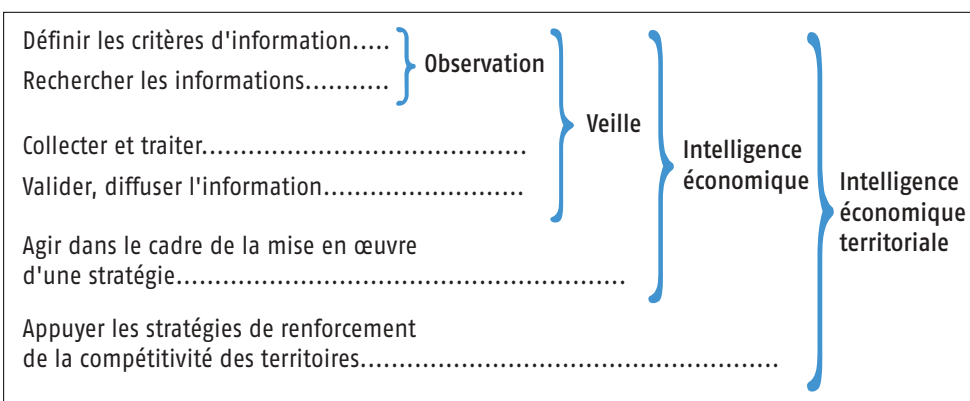 Définir les critères d'information.....
Rechercher les informations...........
Observation
Collecter et traiter..........................................
Valider, diffuser l'information..........................
Veille
Agir dans le cadre de la mise en œuvre
d'une stratégie..........................................................
Intelligence
économique
Appuyer les stratégies de renforcement
de la compétitivité des territoires......................................................
Intelligence
économique
territoriale